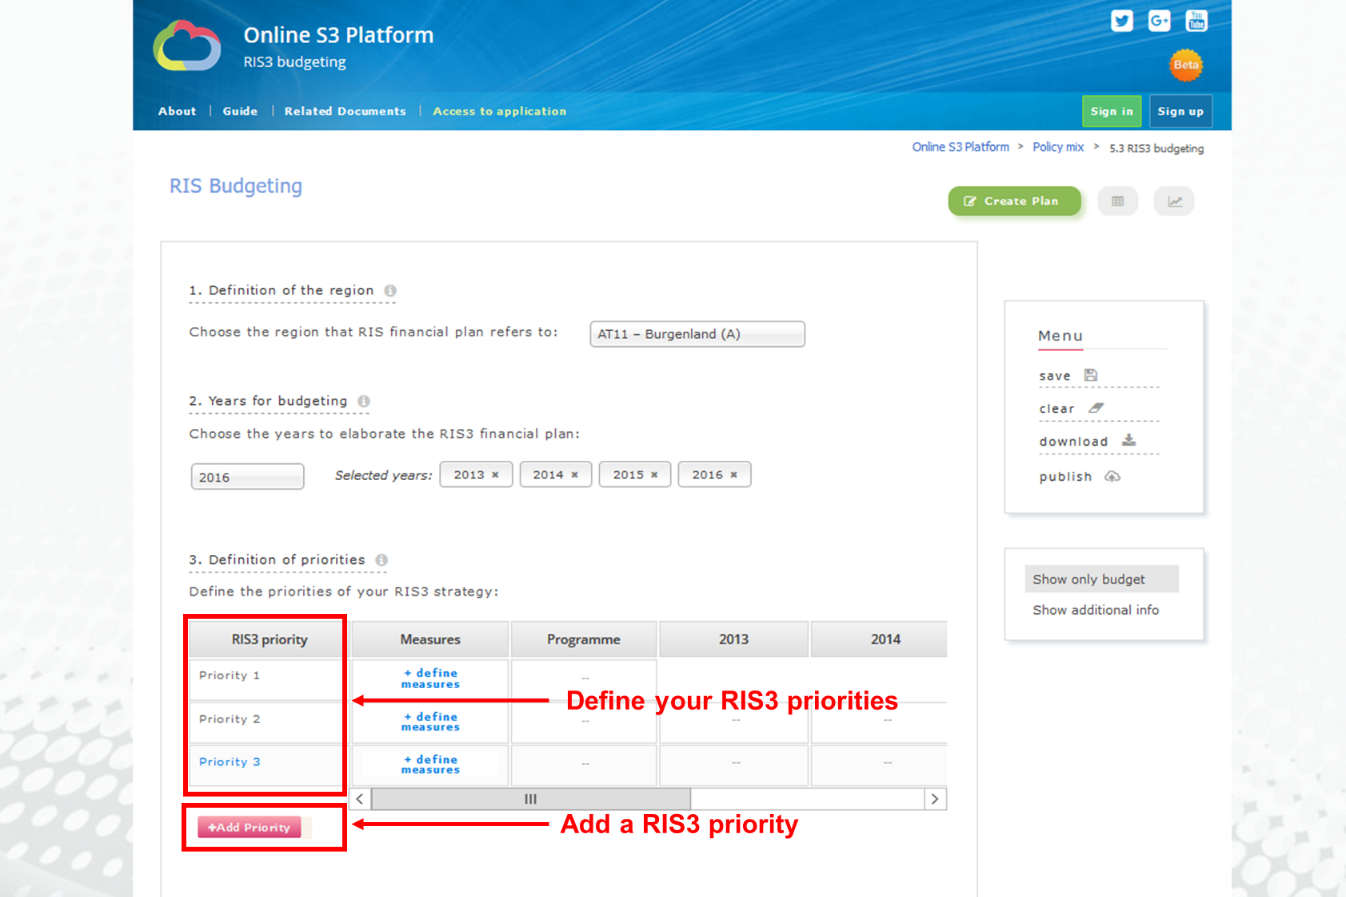 Online S3 Platform
RIS3 budgeting
You
Tube
G+
Beta
About | Guide | Related Documents | Access to application
Sign in
Sign up
Online S3 Platform > Policy mix > 5.3 RIS3 budgeting
RIS Budgeting
Create Plan
1. Definition of the region
Choose the region that RIS financial plan refers to:
AT11 – Burgenland (A)
2. Years for budgeting
Choose the years to elaborate the RIS3 financial plan:
2016
Selected years:
2013 × 2014 × 2015 × 2016 ×
3. Definition of priorities
Define the priorities of your RIS3 strategy:
RIS3 priority Measures Programme 2013 2014
Priority 1 + define measures --
Priority 2 + define measures -- -- --
Priority 3 + define measures -- -- --
Define your RIS3 priorities
+Add Priority
Add a RIS3 priority
Menu
save
clear
download
publish
Show only budget
Show additional info